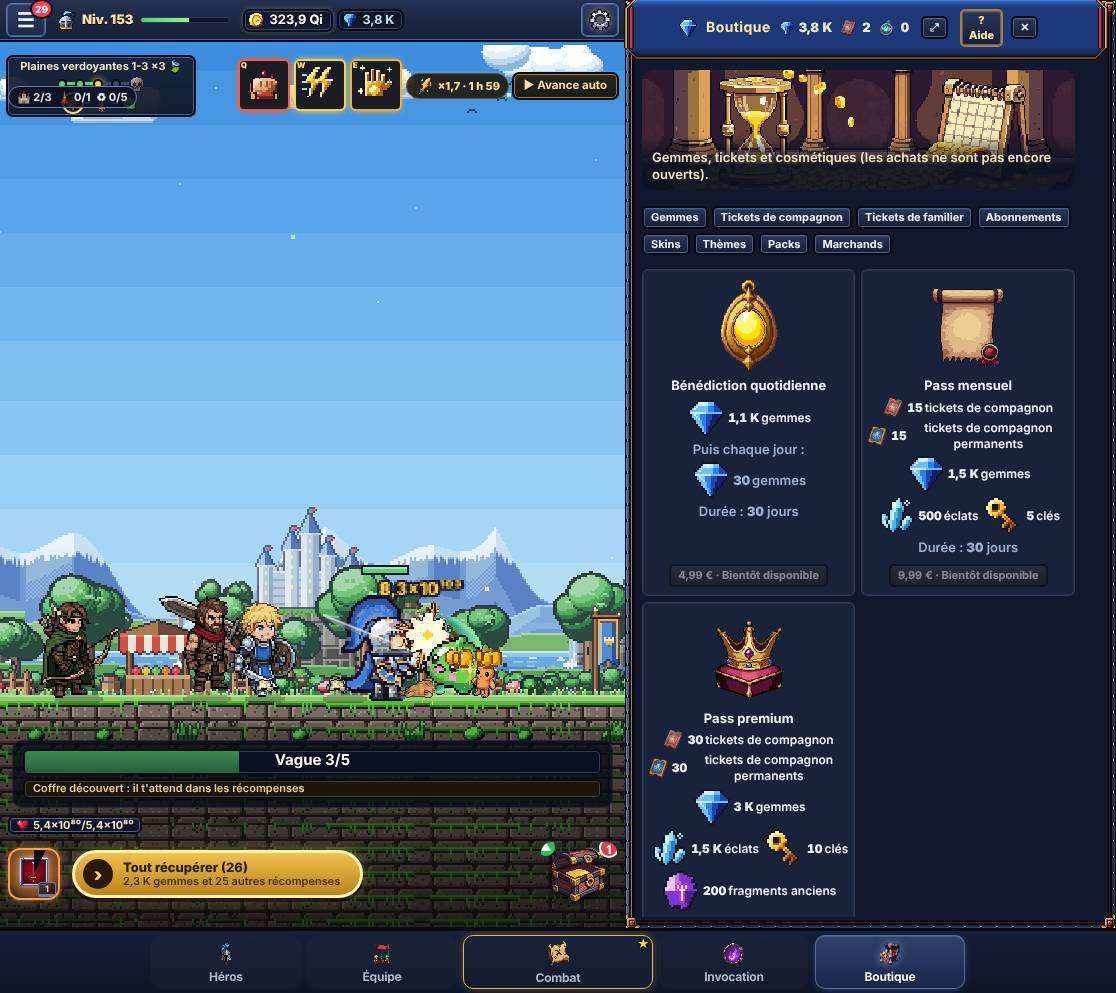 29
Niv. 153
323,9 Qi
3,8 K
Plaines verdoyantes 1-3 ×3
2/3
0/1
0/5
Q
W
E
×1,7 · 1 h 59
Avance auto
8,3×10
Vague 3/5
Coffre découvert : il t'attend dans les récompenses
5,4×10⁸⁰/5,4×10⁸⁰
1
Tout récupérer (26)
2,3 K gemmes et 25 autres récompenses
1
Boutique
3,8 K
2
0
?
Aide
Gemmes, tickets et cosmétiques (les achats ne sont pas encore
ouverts).
Gemmes
Tickets de compagnon
Tickets de familier
Abonnements
Skins
Thèmes
Packs
Marchands
Bénédiction quotidienne
1,1 K gemmes
Puis chaque jour :
30 gemmes
Durée : 30 jours
4,99 € · Bientôt disponible
Pass mensuel
15 tickets de compagnon
15 tickets de compagnon
permanents
1,5 K gemmes
500 éclats
5 clés
Durée : 30 jours
9,99 € · Bientôt disponible
Pass premium
30 tickets de compagnon
30 tickets de compagnon
permanents
3 K gemmes
1,5 K éclats
10 clés
200 fragments anciens
Héros
Équipe
Combat
Invocation
Boutique